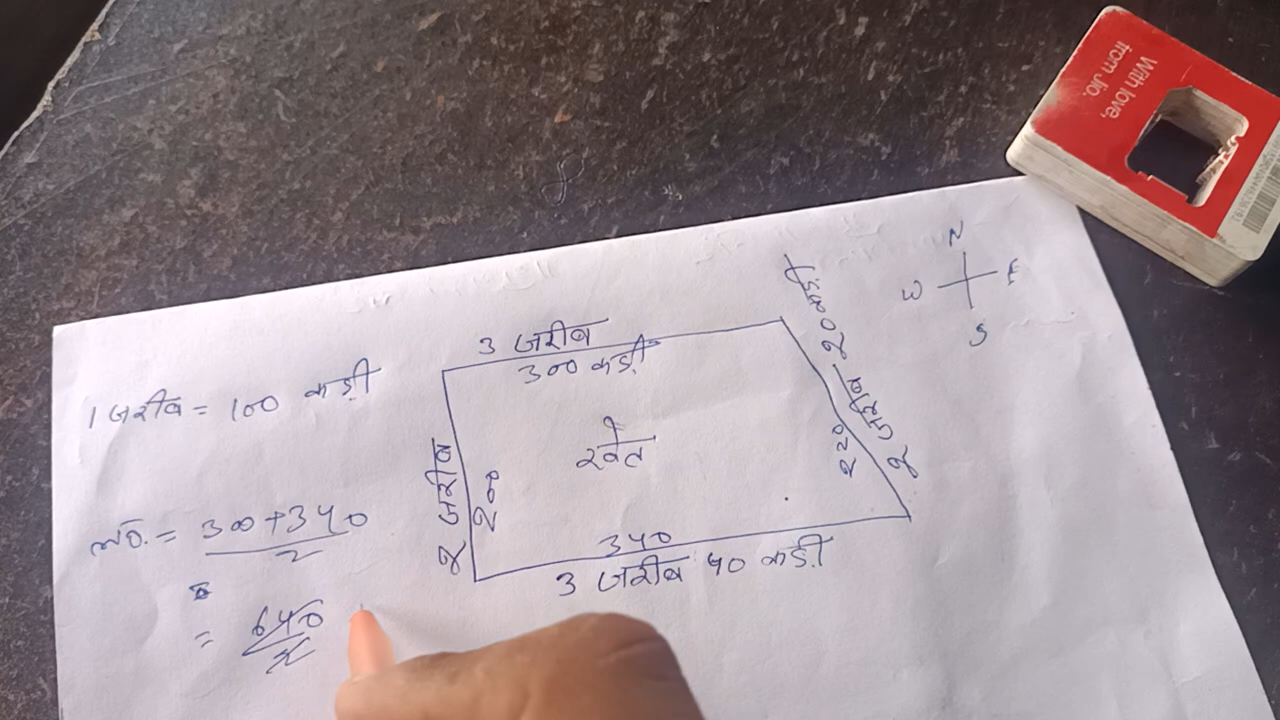 With love,
from Jio.
N
W E
S
3 जरीब
300 कड़ी
1 जरीब = 100 कड़ी
2 जरीब
200
खेत
220
2 जरीब 20 कड़ी
340
3 जरीब 40 कड़ी
ल0. = 300+340
2
= 640
2